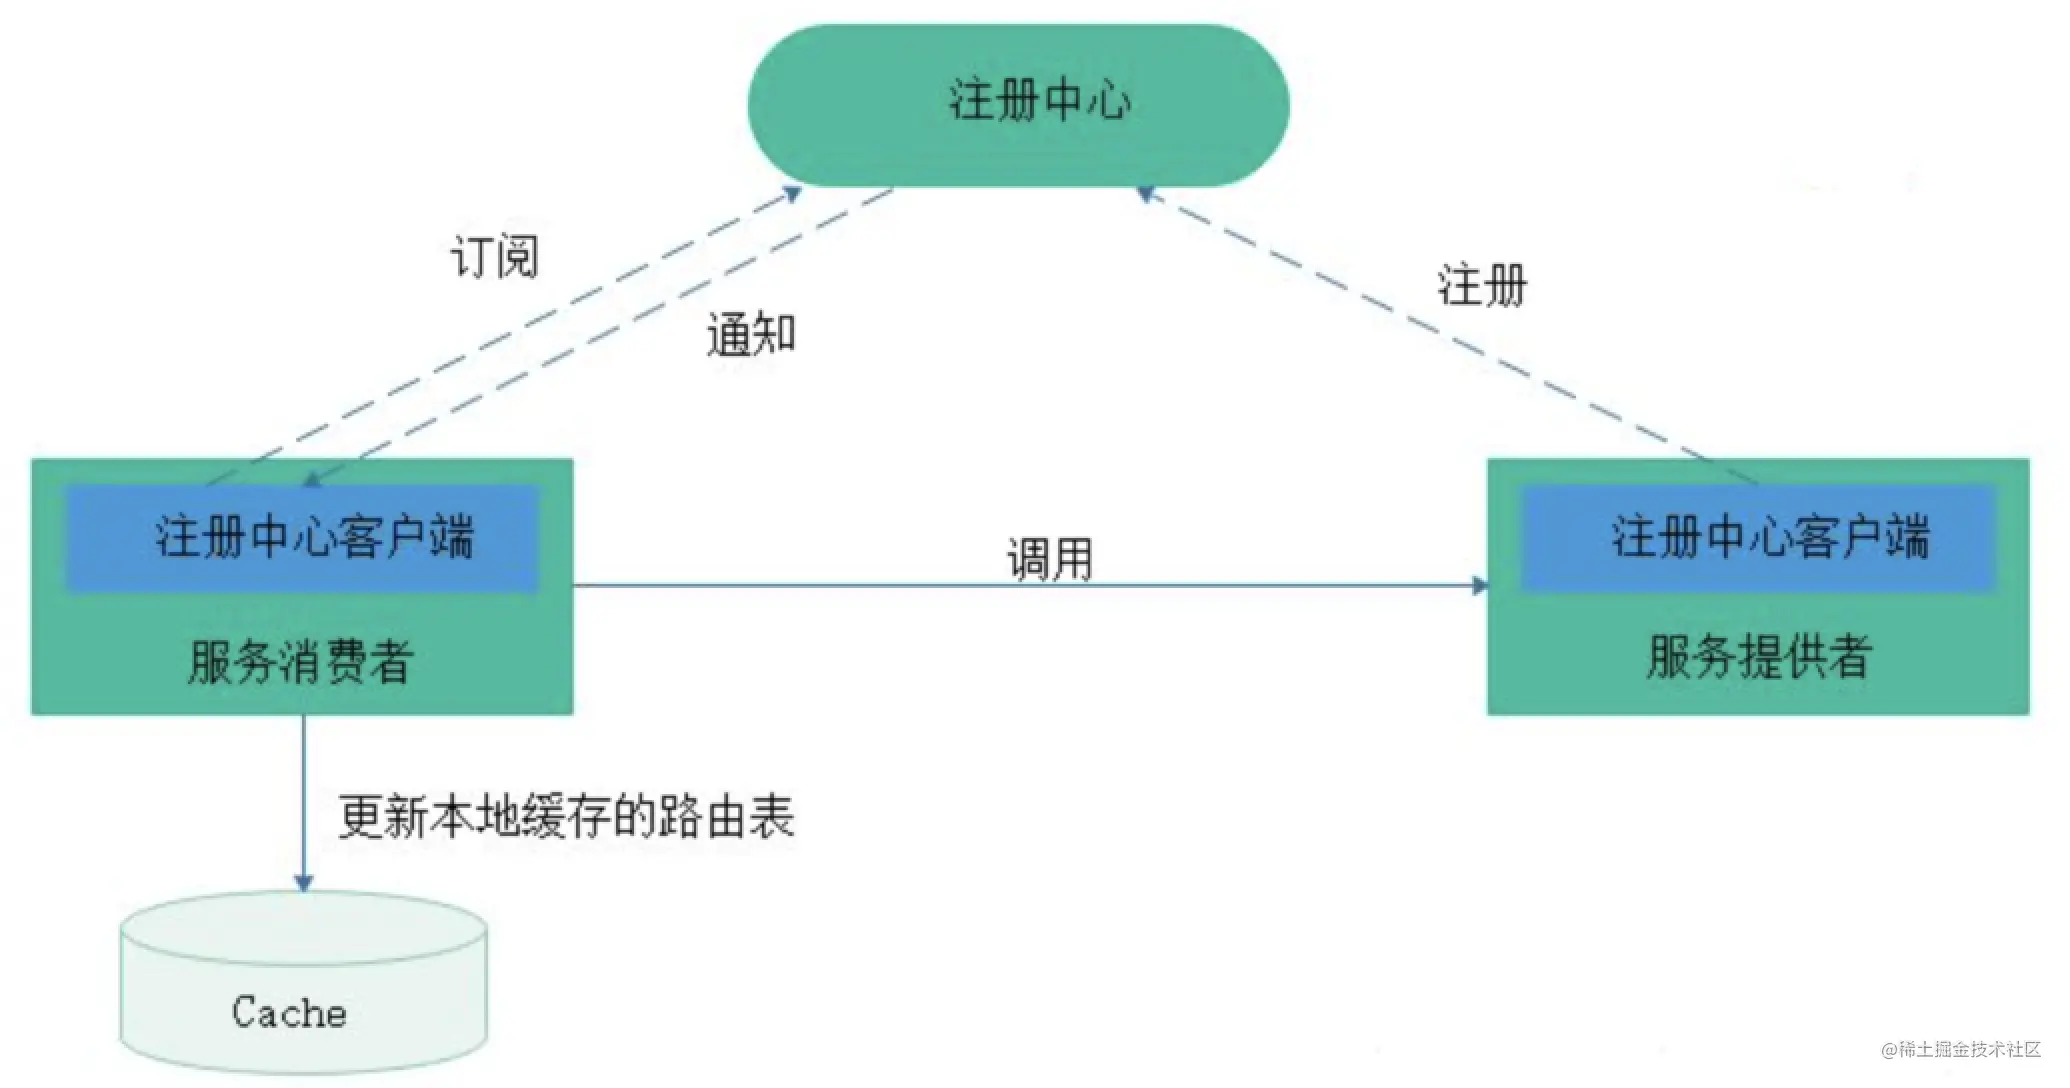 注册中心
订阅
通知
注册
注册中心客户端
服务消费者
调用
注册中心客户端
服务提供者
更新本地缓存的路由表
Cache
@稀土掘金技术社区